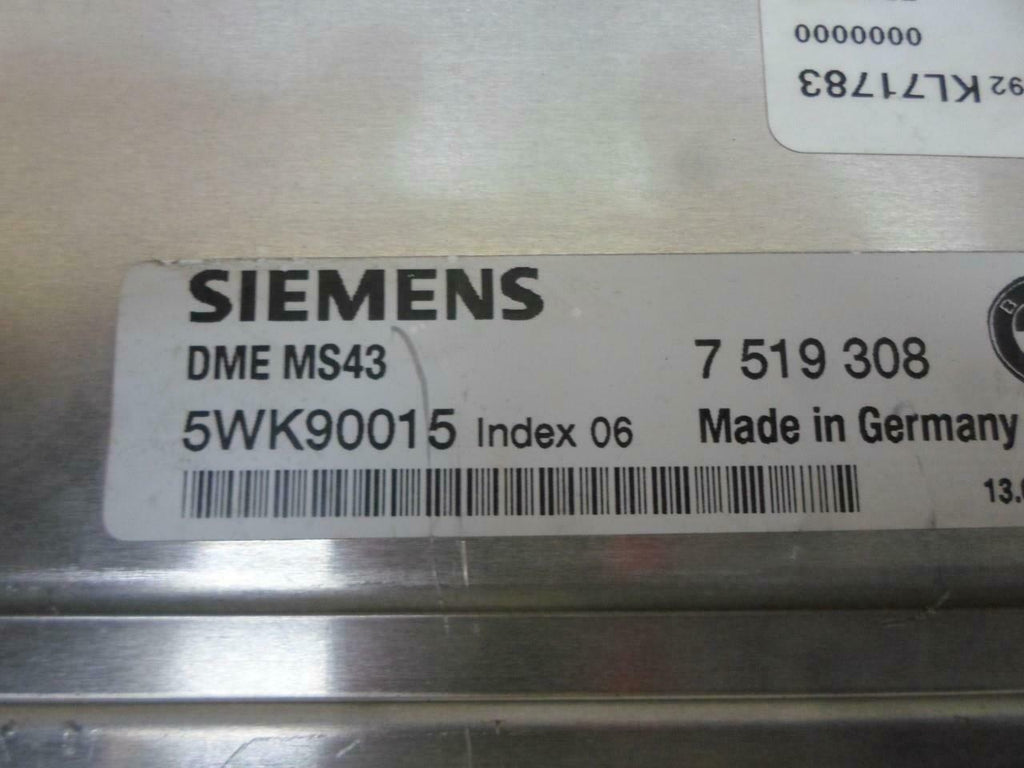 0000000
92 KL71783
SIEMENS
DME MS43
7 519 308
5WK90015 Index 06
Made in Germany
13.
B